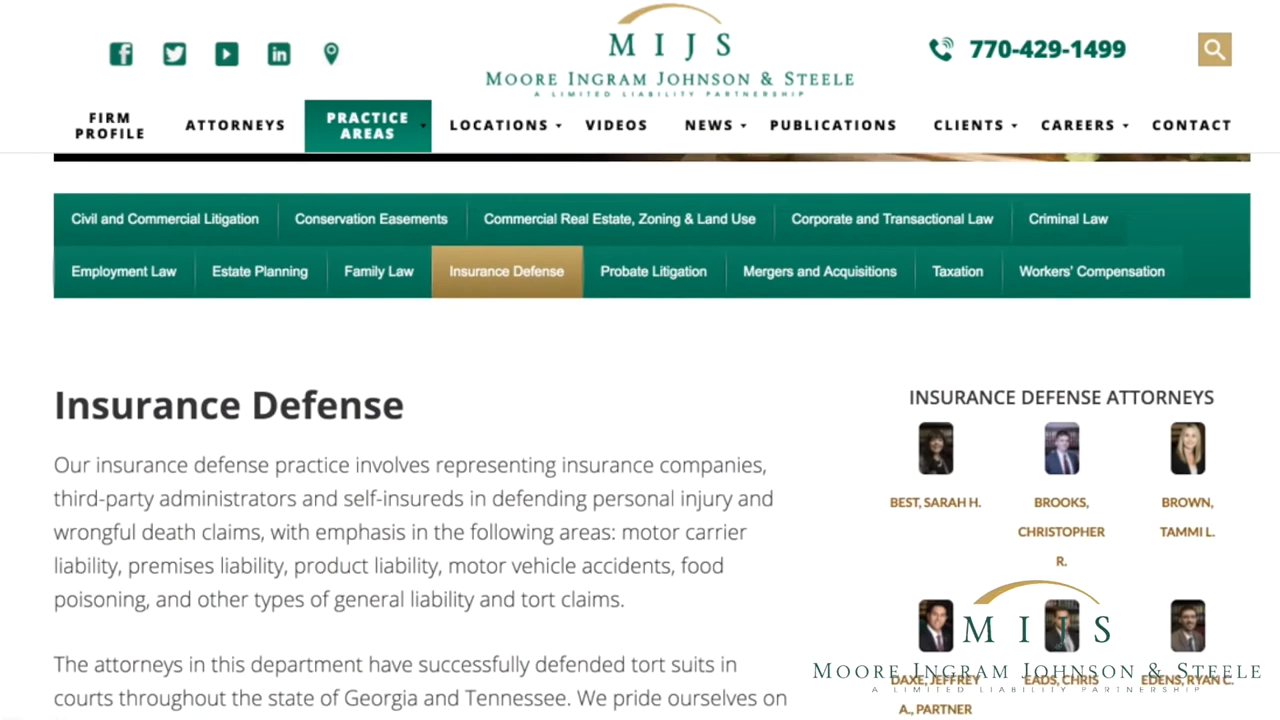 M I J S
MOORE INGRAM JOHNSON & STEELE
A LIMITED LIABILITY PARTNERSHIP
770-429-1499
FIRM PROFILE
ATTORNEYS
PRACTICE AREAS
LOCATIONS
VIDEOS
NEWS
PUBLICATIONS
CLIENTS
CAREERS
CONTACT
Civil and Commercial Litigation
Conservation Easements
Commercial Real Estate, Zoning & Land Use
Corporate and Transactional Law
Criminal Law
Employment Law
Estate Planning
Family Law
Insurance Defense
Probate Litigation
Mergers and Acquisitions
Taxation
Workers' Compensation
Insurance Defense
Our insurance defense practice involves representing insurance companies,
third-party administrators and self-insureds in defending personal injury and
wrongful death claims, with emphasis in the following areas: motor carrier
liability, premises liability, product liability, motor vehicle accidents, food
poisoning, and other types of general liability and tort claims.
The attorneys in this department have successfully defended tort suits in
courts throughout the state of Georgia and Tennessee. We pride ourselves on
INSURANCE DEFENSE ATTORNEYS
BEST, SARAH H.
BROOKS,
CHRISTOPHER
R.
BROWN,
TAMMI L.
DAXE, JEFFREY
A., PARTNER
EADS, CHRIS
EDENS, RYAN C.
M I J S
MOORE INGRAM JOHNSON & STEELE
A LIMITED LIABILITY PARTNERSHIP